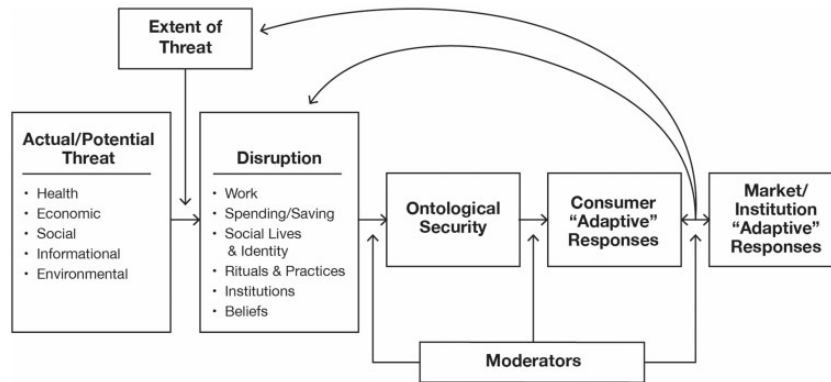 Extent of
Threat
Actual/Potential
Threat
• Health
• Economic
• Social
• Informational
• Environmental
Disruption
• Work
• Spending/Saving
• Social Lives
& Identity
• Rituals & Practices
• Institutions
• Beliefs
Ontological
Security
Consumer
“Adaptive”
Responses
Market/
Institution
“Adaptive”
Responses
Moderators